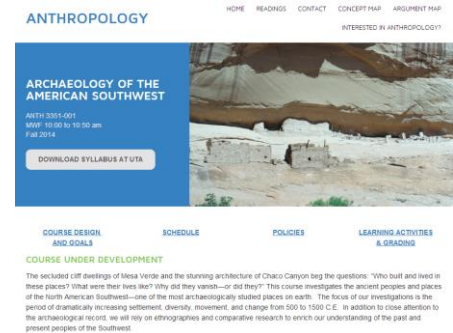 ANTHROPOLOGY
HOME READINGS CONTACT CONCEPT MAP ARGUMENT MAP
INTERESTED IN ANTHROPOLOGY?
ARCHAEOLOGY OF THE
AMERICAN SOUTHWEST
ANTH 3351-001
MWF 10:00 to 10:50 am
Fall 2014
DOWNLOAD SYLLABUS AT UTA
COURSE DESIGN SCHEDULE POLICIES LEARNING ACTIVITIES
AND GOALS & GRADING
COURSE UNDER DEVELOPMENT
The secluded cliff dwellings of Mesa Verde and the stunning architecture of Chaco Canyon beg the questions: "Who built and lived in
these places? What were their lives like? Why did they vanish—or did they?" This course investigates the ancient peoples and places
of the North American Southwest—one of the most archaeologically studied places on earth. The focus of our investigations is the
period of dramatically increasing settlement, diversity, movement, and change from 500 to 1500 C.E. In addition to close attention to
the archaeological record, we will rely on ethnographies and comparative research to enrich our understanding of the past and
present peoples of the Southwest.